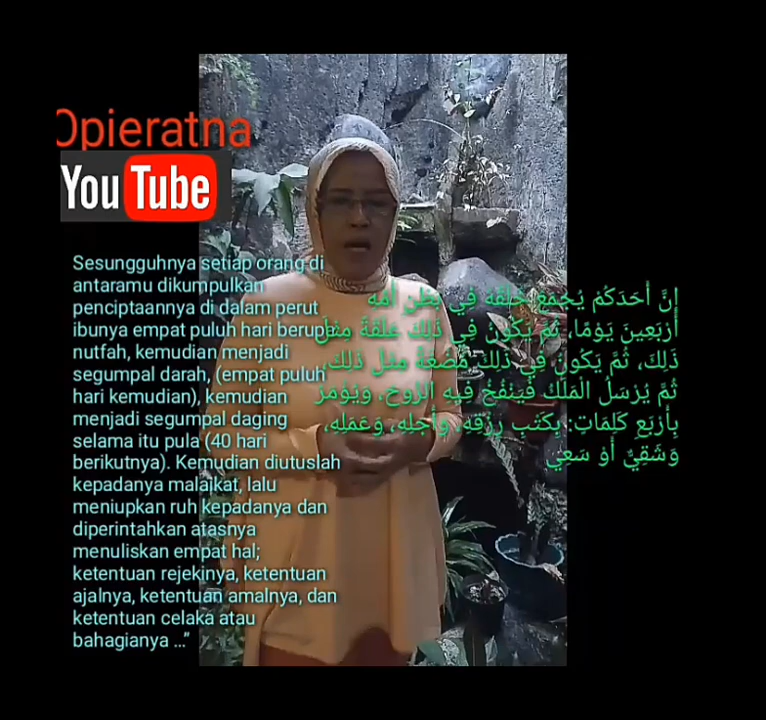 Opieratna
YouTube
Sesungguhnya setiap orang di
antaramu dikumpulkan
penciptaannya di dalam perut
ibunya empat puluh hari berupa
nutfah, kemudian menjadi
segumpal darah, (empat puluh
hari kemudian), kemudian
menjadi segumpal daging
selama itu pula (40 hari
berikutnya). Kemudian diutuslah
kepadanya malaikat, lalu
meniupkan ruh kepadanya dan
diperintahkan atasnya
menuliskan empat hal;
ketentuan rejekinya, ketentuan
ajalnya, ketentuan amalnya, dan
ketentuan celaka atau
bahagianya ...”
إِنَّ أَحَدَكُمْ يُجْمَعُ خَلْقُهُ فِي بَطْنِ أُمِّهِ
أَرْبَعِينَ يَوْمًا، ثُمَّ يَكُونُ فِي ذَلِكَ عَلَقَةً مِثْلَ
ذَلِكَ، ثُمَّ يَكُونُ فِي ذَلِكَ مُضْغَةً مِثْلَ ذَلِكَ،
ثُمَّ يُرْسَلُ الْمَلَكُ فَيَنْفُخُ فِيهِ الرُّوحَ، وَيُؤْمَرُ
بِأَرْبَعِ كَلِمَاتٍ: بِكَتْبِ رِزْقِهِ، وَأَجَلِهِ، وَعَمَلِهِ،
وَشَقِيٌّ أَوْ سَعِي